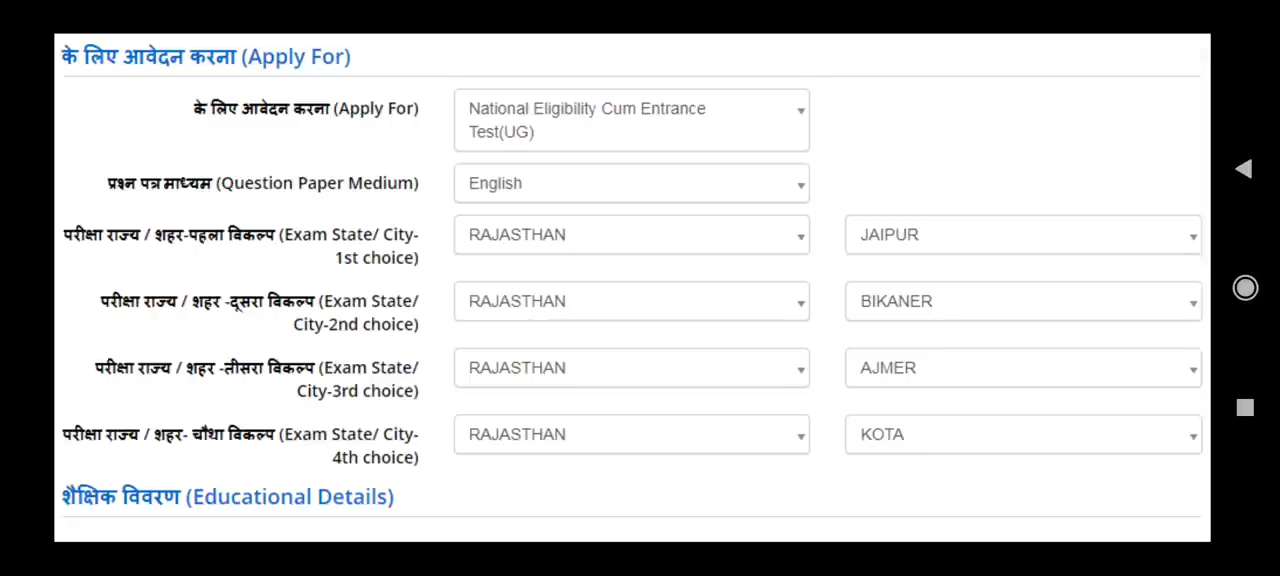 के लिए आवेदन करना (Apply For)
के लिए आवेदन करना (Apply For)
National Eligibility Cum Entrance
Test(UG)
प्रश्न पत्र माध्यम (Question Paper Medium)
English
परीक्षा राज्य / शहर-पहला विकल्प (Exam State/ City-
1st choice)
RAJASTHAN
JAIPUR
परीक्षा राज्य / शहर -दूसरा विकल्प (Exam State/
City-2nd choice)
RAJASTHAN
BIKANER
परीक्षा राज्य / शहर -तीसरा विकल्प (Exam State/
City-3rd choice)
RAJASTHAN
AJMER
परीक्षा राज्य / शहर- चौथा विकल्प (Exam State/ City-
4th choice)
RAJASTHAN
KOTA
शैक्षिक विवरण (Educational Details)